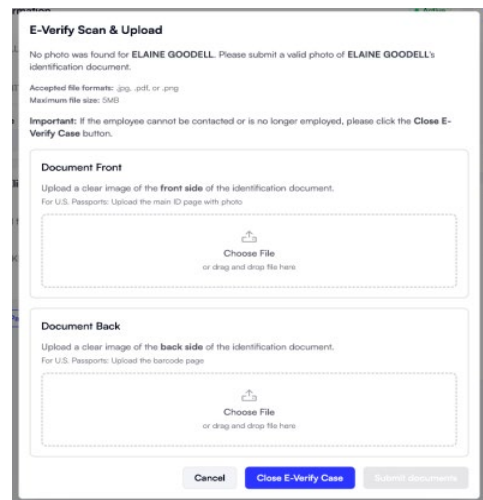 rmation
Active
E-Verify Scan & Upload
No photo was found for ELAINE GOODELL. Please submit a valid photo of ELAINE GOODELL's
identification document.
Accepted file formats: .jpg, .pdf, or .png
Maximum file size: 5MB
Important: If the employee cannot be contacted or is no longer employed, please click the Close E-
Verify Case button.
Document Front
Upload a clear image of the front side of the identification document.
For U.S. Passports: Upload the main ID page with photo
Choose File
or drag and drop file here
Document Back
Upload a clear image of the back side of the identification document.
For U.S. Passports: Upload the barcode page
Choose File
or drag and drop file here
Cancel
Close E-Verify Case
Submit documents